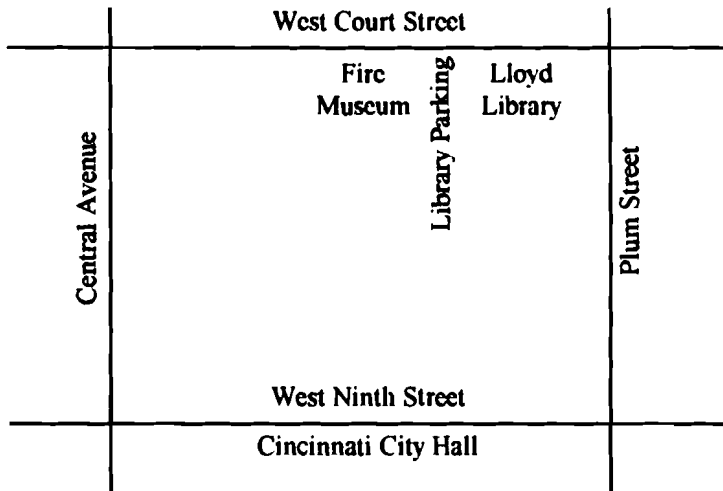 West Court Street
Fire
Museum
Library Parking
Lloyd
Library
Central Avenue
Plum Street
West Ninth Street
Cincinnati City Hall